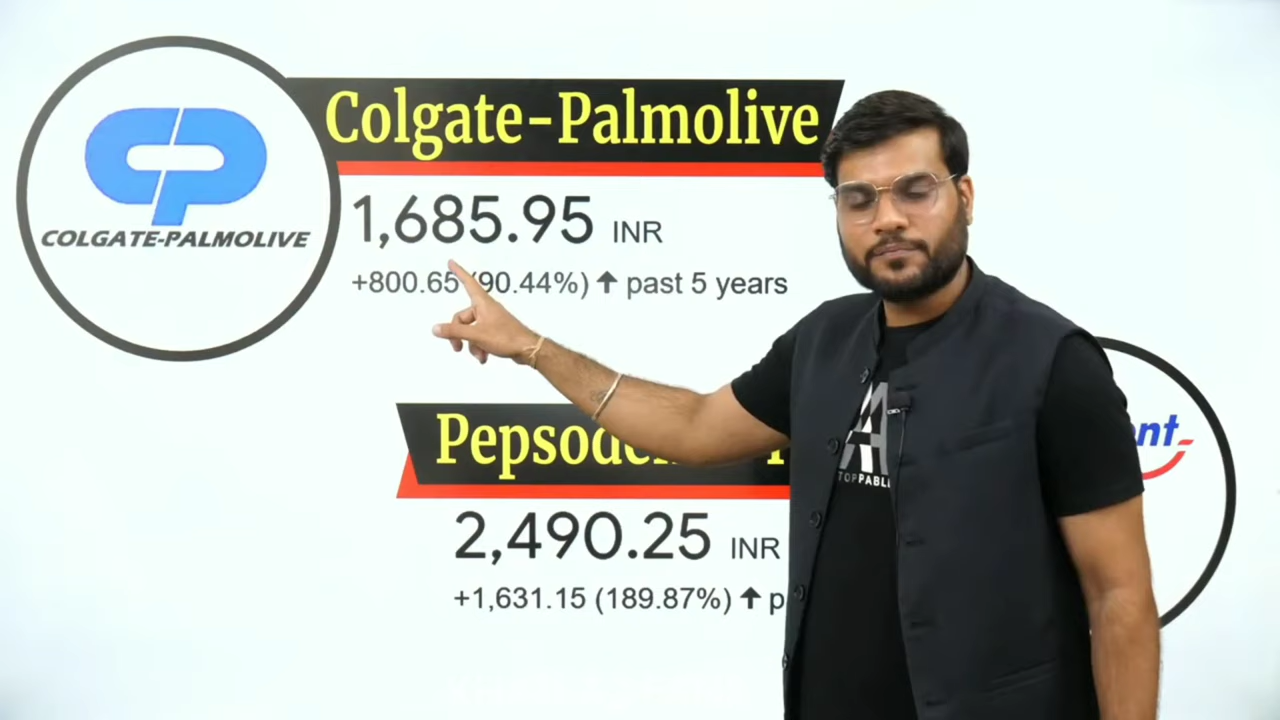 Colgate-Palmolive
COLGATE-PALMOLIVE
1,685.95 INR
+800.65 (90.44%) ↑ past 5 years
2,490.25 INR
+1,631.15 (189.87%) ↑